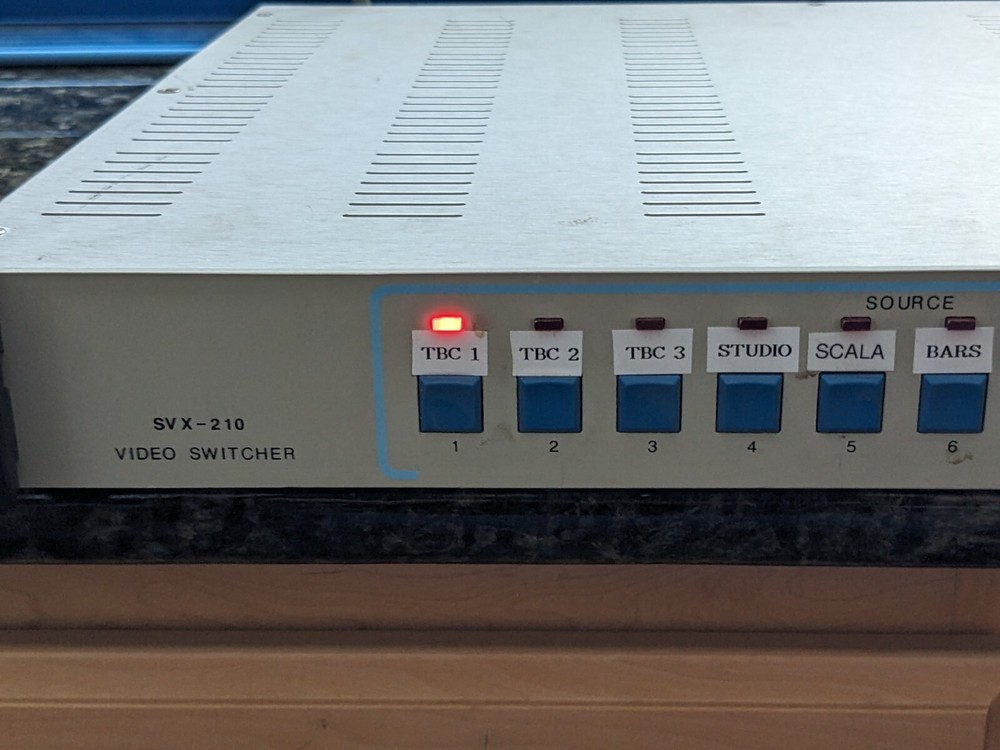 SOURCE
TBC 1
TBC 2
TBC 3
STUDIO
SCALA
BARS
SVX-210
VIDEO SWITCHER
1
2
3
4
5
6